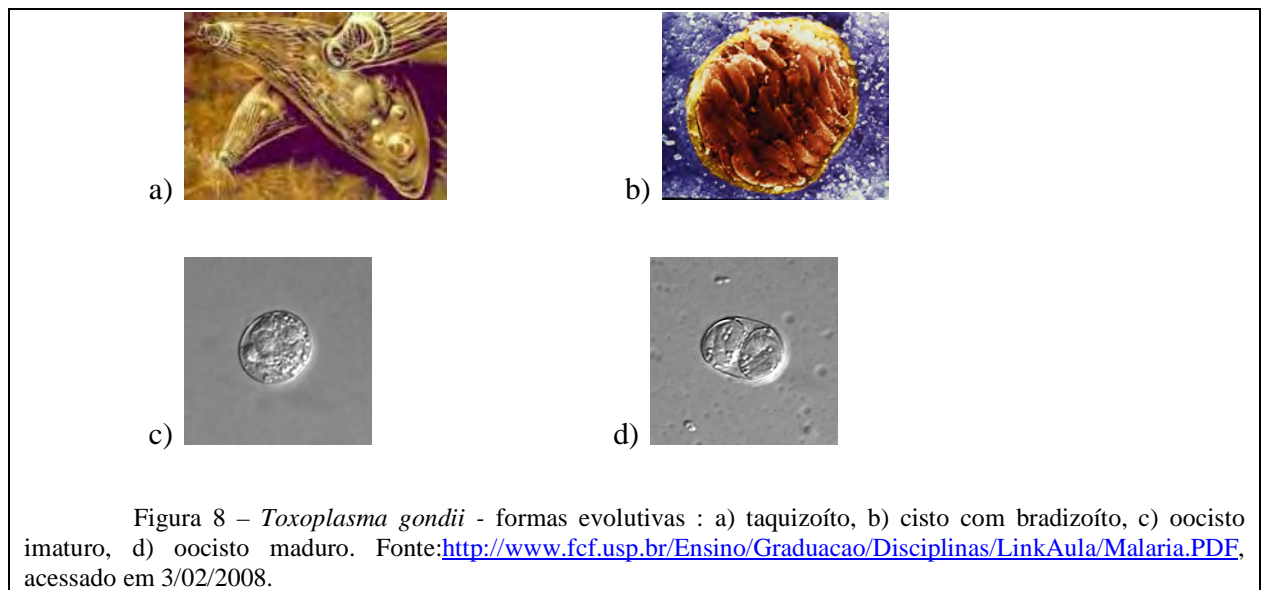 a)
b)
c)
d)
Figura 8 – Toxoplasma gondii - formas evolutivas : a) taquizoíto, b) cisto com bradizoíto, c) oocisto
imaturo, d) oocisto maduro. Fonte:http://www.fcf.usp.br/Ensino/Graduacao/Disciplinas/LinkAula/Malaria.PDF,
acessado em 3/02/2008.